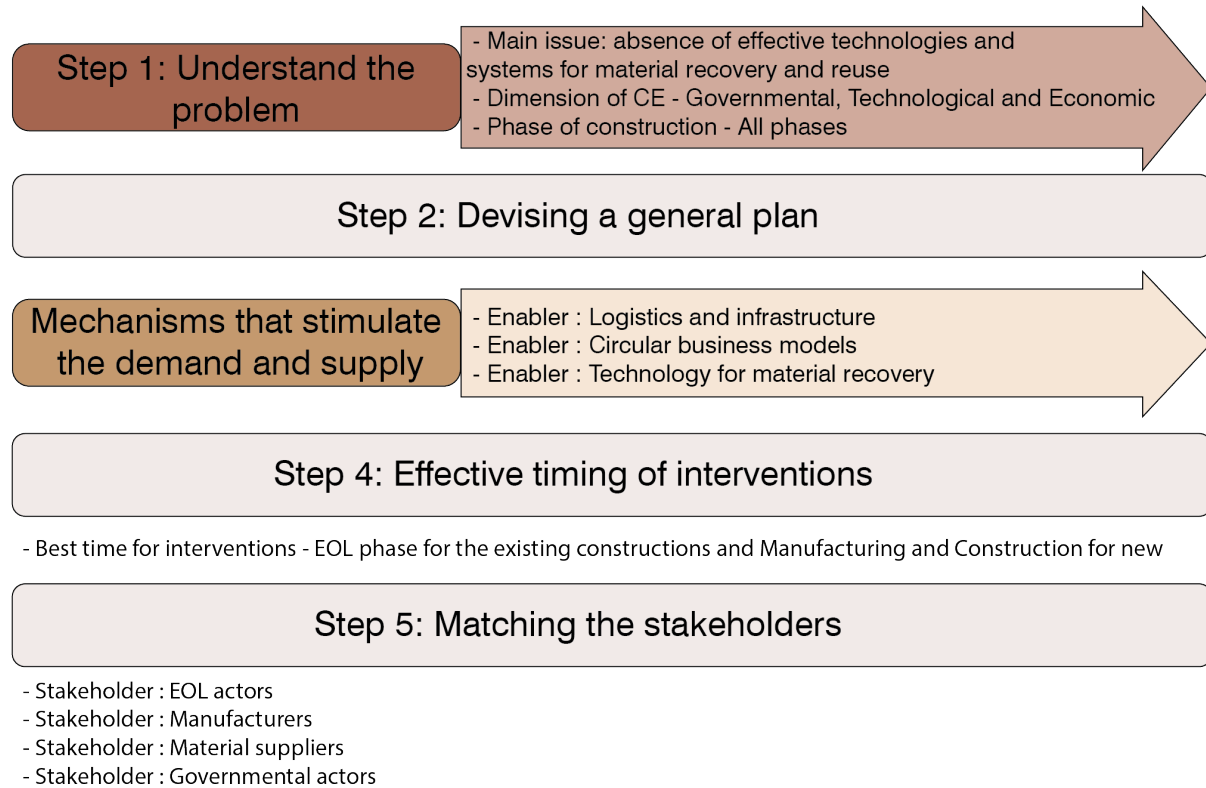 Step 1: Understand the
problem
- Main issue: absence of effective technologies and
systems for material recovery and reuse
- Dimension of CE - Governmental, Technological and Economic
- Phase of construction - All phases
Step 2: Devising a general plan
Mechanisms that stimulate
the demand and supply
- Enabler : Logistics and infrastructure
- Enabler : Circular business models
- Enabler : Technology for material recovery
Step 4: Effective timing of interventions
- Best time for interventions - EOL phase for the existing constructions and Manufacturing and Construction for new
Step 5: Matching the stakeholders
- Stakeholder : EOL actors
- Stakeholder : Manufacturers
- Stakeholder : Material suppliers
- Stakeholder : Governmental actors